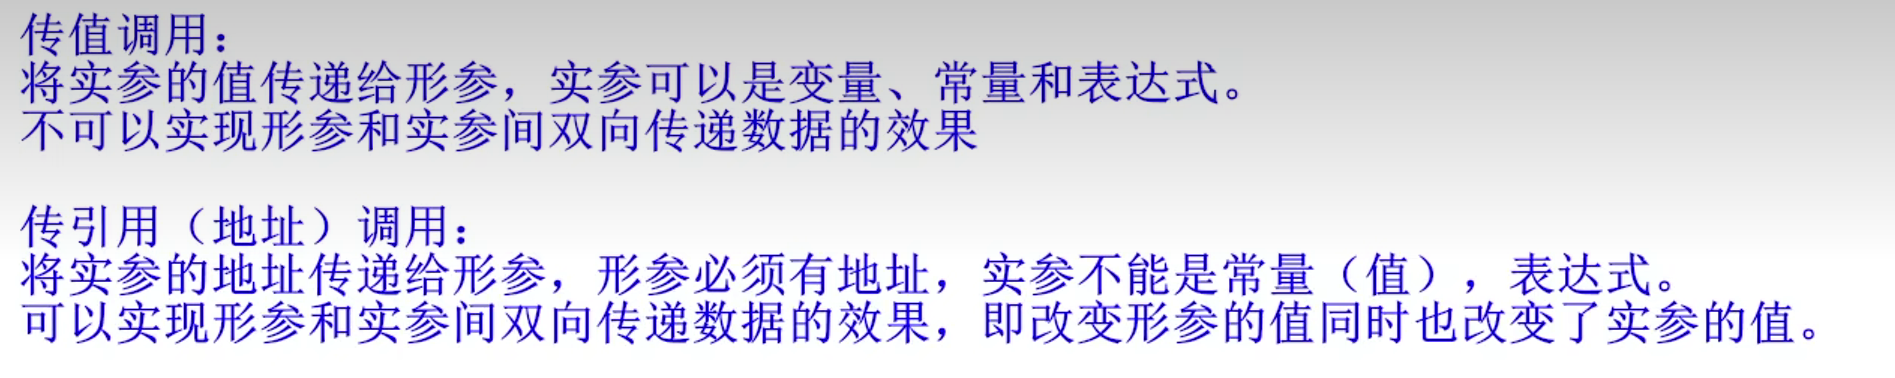 传值调用：
将实参的值传递给形参，实参可以是变量、常量和表达式。
不可以实现形参和实参间双向传递数据的效果
传引用（地址）调用：
将实参的地址传递给形参，形参必须有地址，实参不能是常量（值），表达式。
可以实现形参和实参间双向传递数据的效果，即改变形参的值同时也改变了实参的值。